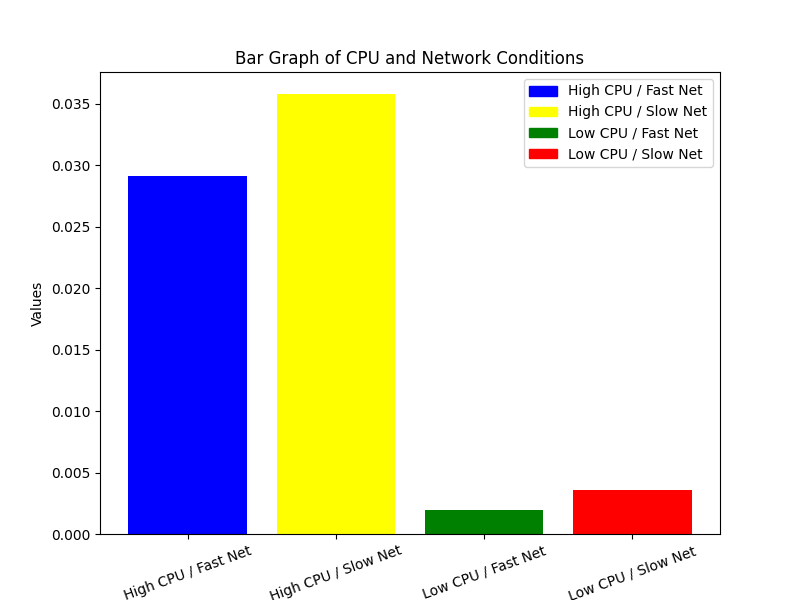 Bar Graph of CPU and Network Conditions
High CPU / Fast Net
High CPU / Slow Net
Low CPU / Fast Net
Low CPU / Slow Net
Values
0.035
0.030
0.025
0.020
0.015
0.010
0.005
0.000
High CPU / Fast Net
High CPU / Slow Net
Low CPU / Fast Net
Low CPU / Slow Net